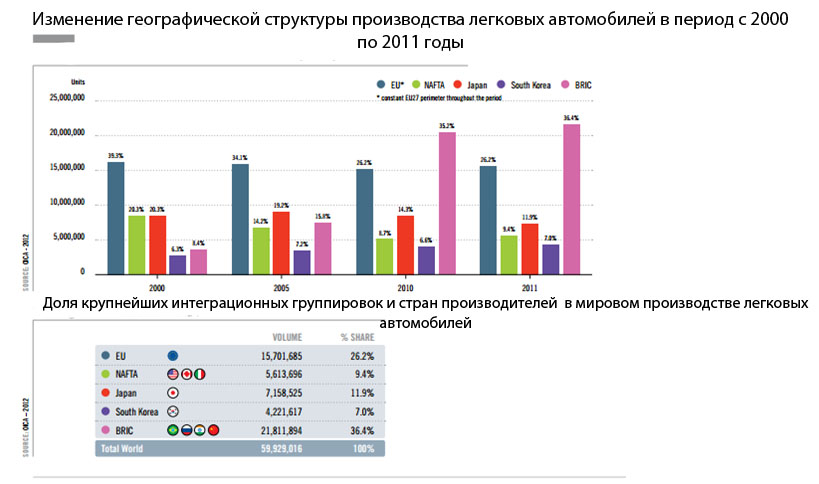 Изменение географической структуры производства легковых автомобилей в период с 2000
по 2011 годы
Units
EU* NAFTA Japan South Korea BRIC
* constant EU27 perimeter throughout the period
25,000,000
20,000,000
15,000,000
10,000,000
5,000,000
0
39.3% 20.3% 20.3% 6.3% 8.4%
34.1% 14.2% 19.2% 7.2% 15.8%
26.2% 8.7% 14.3% 6.6% 35.2%
26.2% 9.4% 11.9% 7.0% 36.4%
2000 2005 2010 2011
SOURCE: OICA - 2012
Доля крупнейших интеграционных группировок и стран производителей в мировом производстве легковых
автомобилей
VOLUME % SHARE
EU 15,701,685 26.2%
NAFTA 5,613,696 9.4%
Japan 7,158,525 11.9%
South Korea 4,221,617 7.0%
BRIC 21,811,894 36.4%
Total World 59,929,016 100%
SOURCE: OICA - 2012